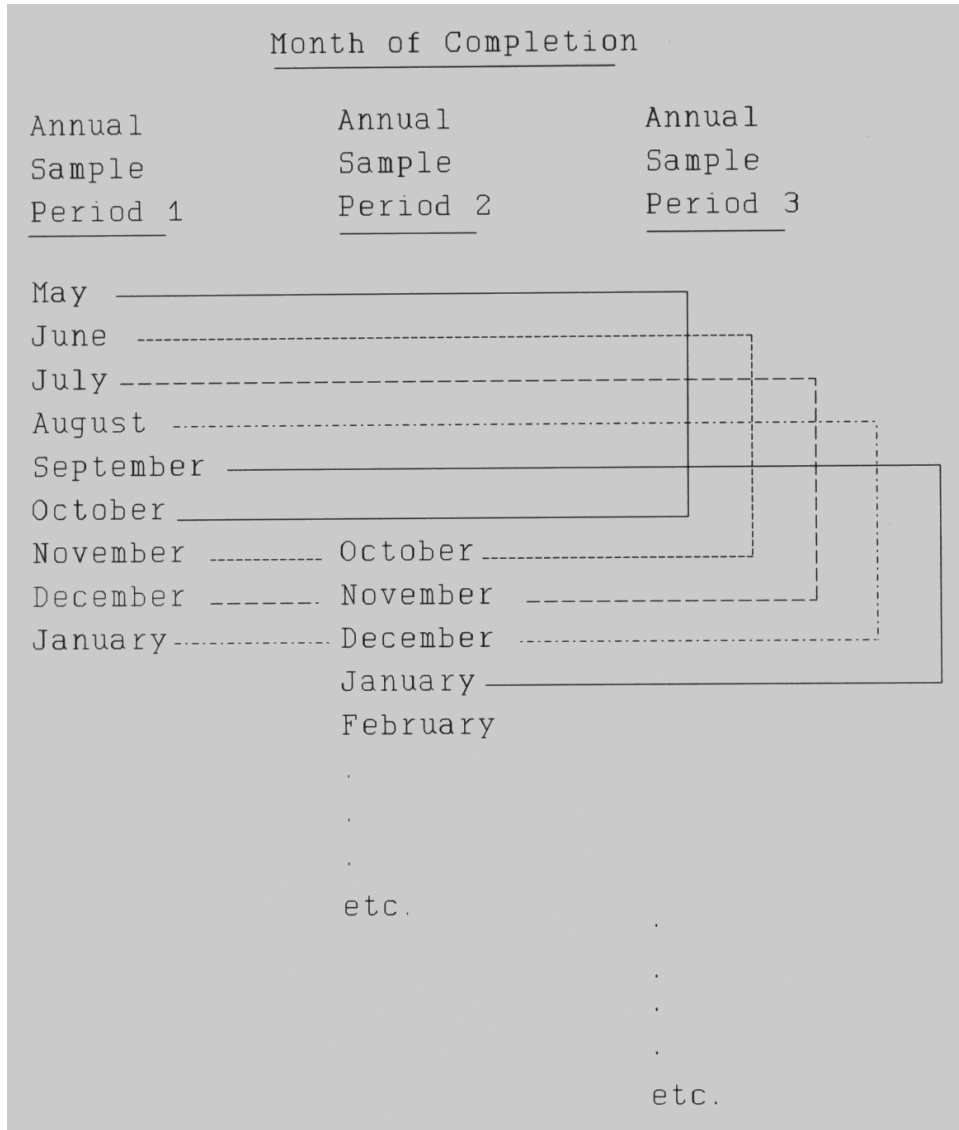 Month of Completion
Annual Annual Annual
Sample Sample Sample
Period 1 Period 2 Period 3
May
June
July
August
September
October
November October
December November
January December
January
February
.
.
.
etc.
.
.
.
.
etc.